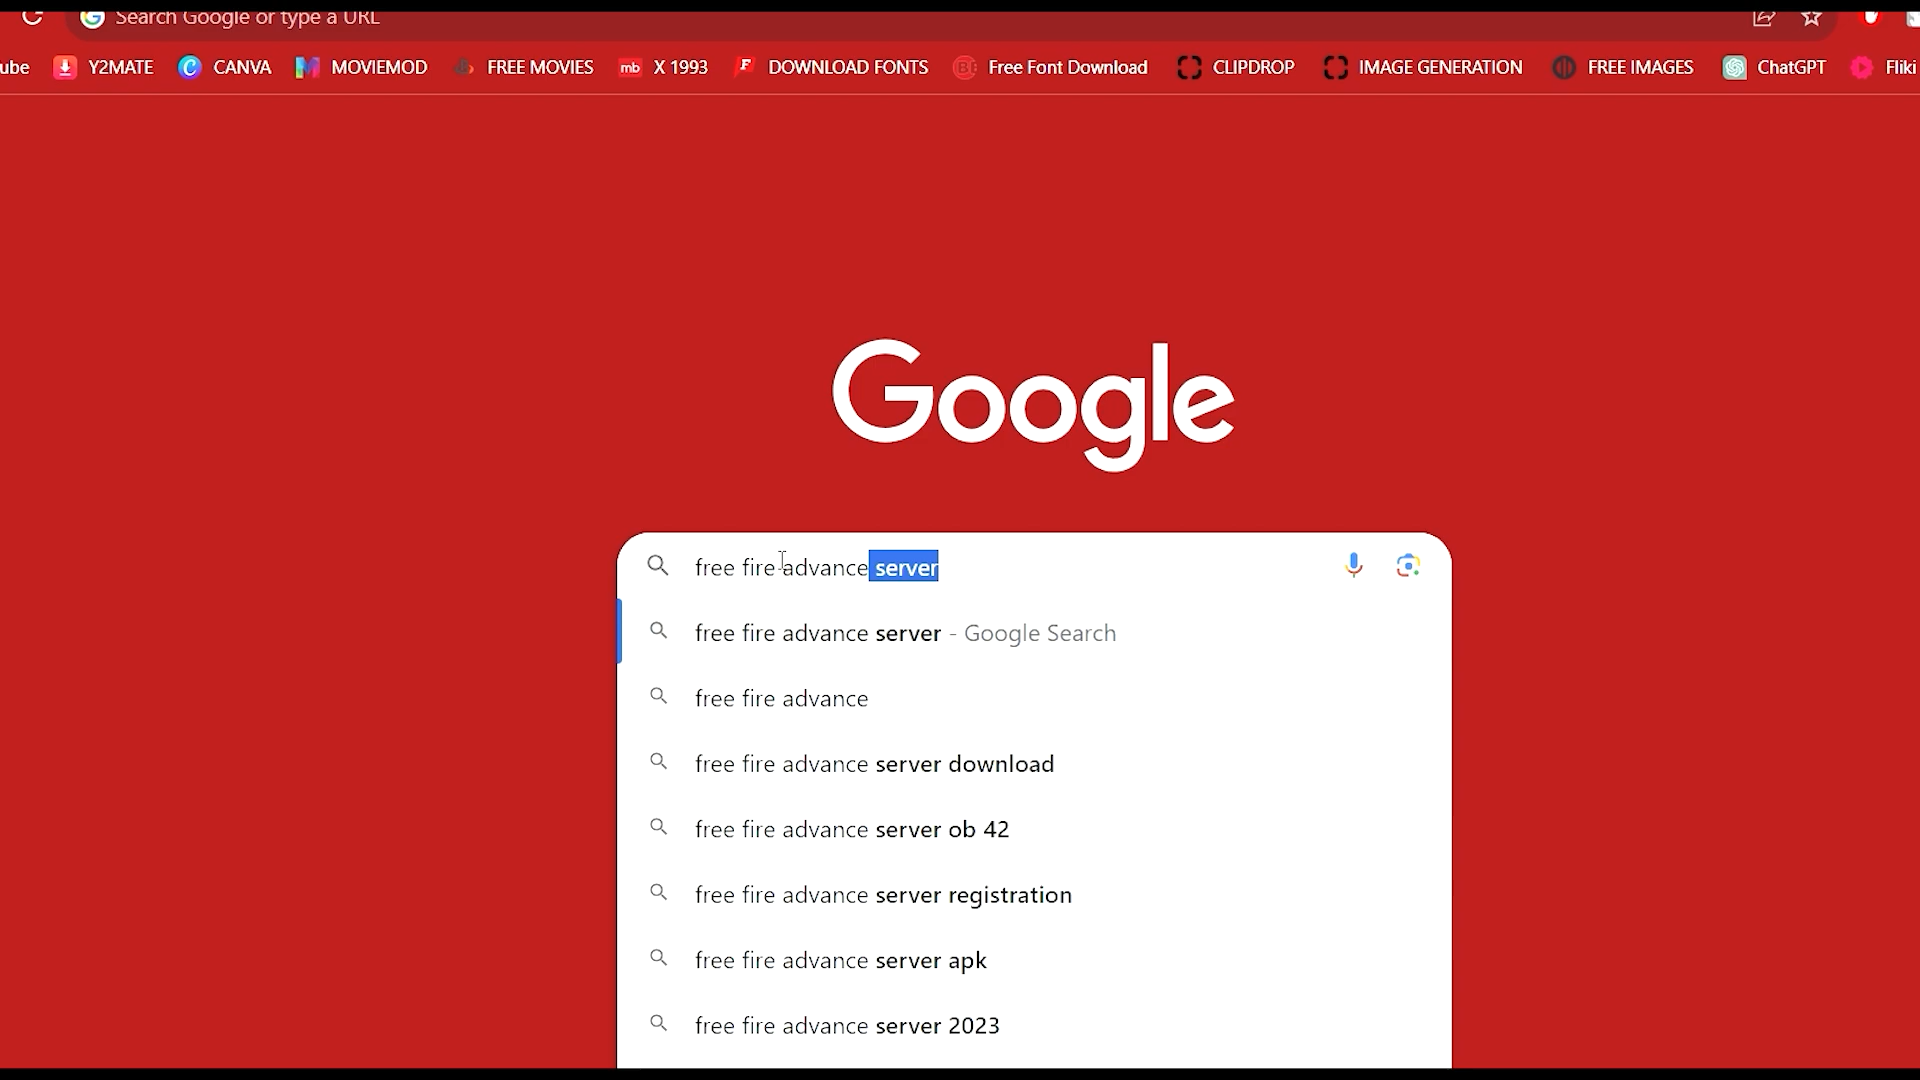 Search Google or type a URL
ube Y2MATE CANVA MOVIEMOD FREE MOVIES mb X 1993 F DOWNLOAD FONTS Free Font Download CLIPDROP IMAGE GENERATION FREE IMAGES ChatGPT Fliki
Google
free fire advance server
free fire advance server - Google Search
free fire advance
free fire advance server download
free fire advance server ob 42
free fire advance server registration
free fire advance server apk
free fire advance server 2023